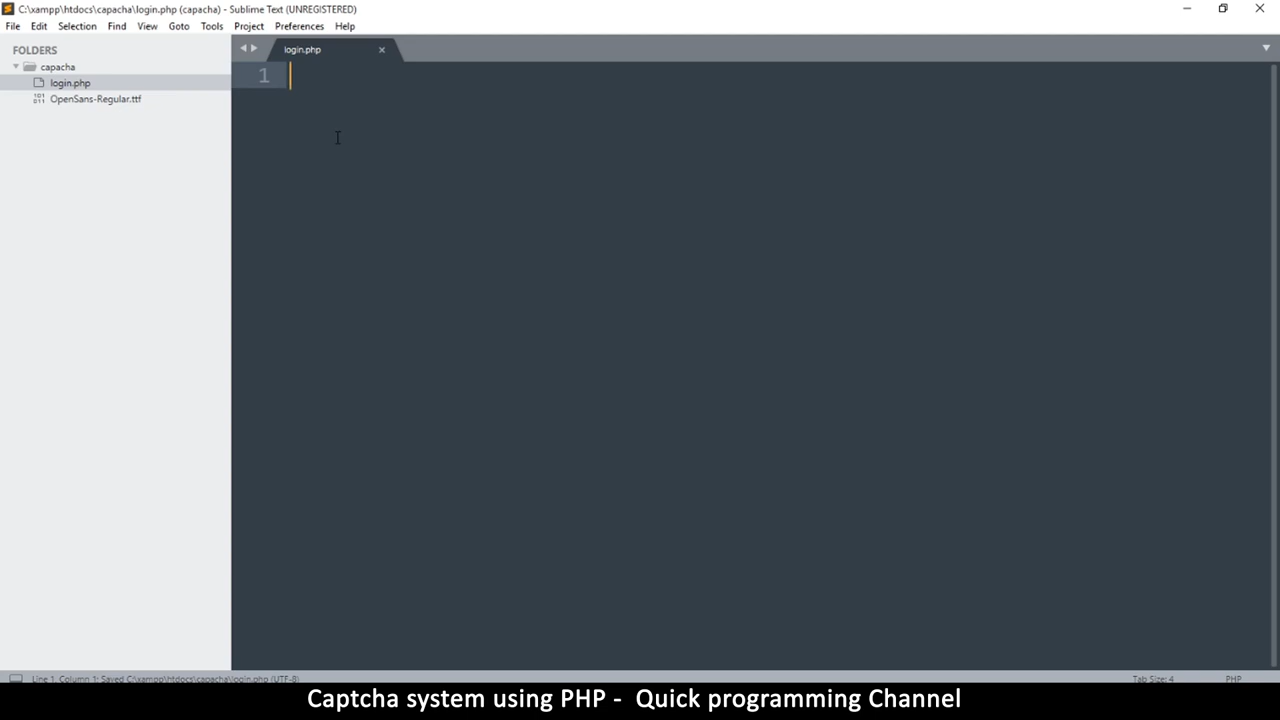 C:\xampp\htdocs\capacha\login.php (capacha) - Sublime Text (UNREGISTERED)
File Edit Selection Find View Goto Tools Project Preferences Help
FOLDERS
capacha
login.php
OpenSans-Regular.ttf
login.php
1
Line 1, Column 1; Saved C:\xampp\htdocs\capacha\login.php (UTF-8)
Tab Size: 4
PHP
Captcha system using PHP - Quick programming Channel